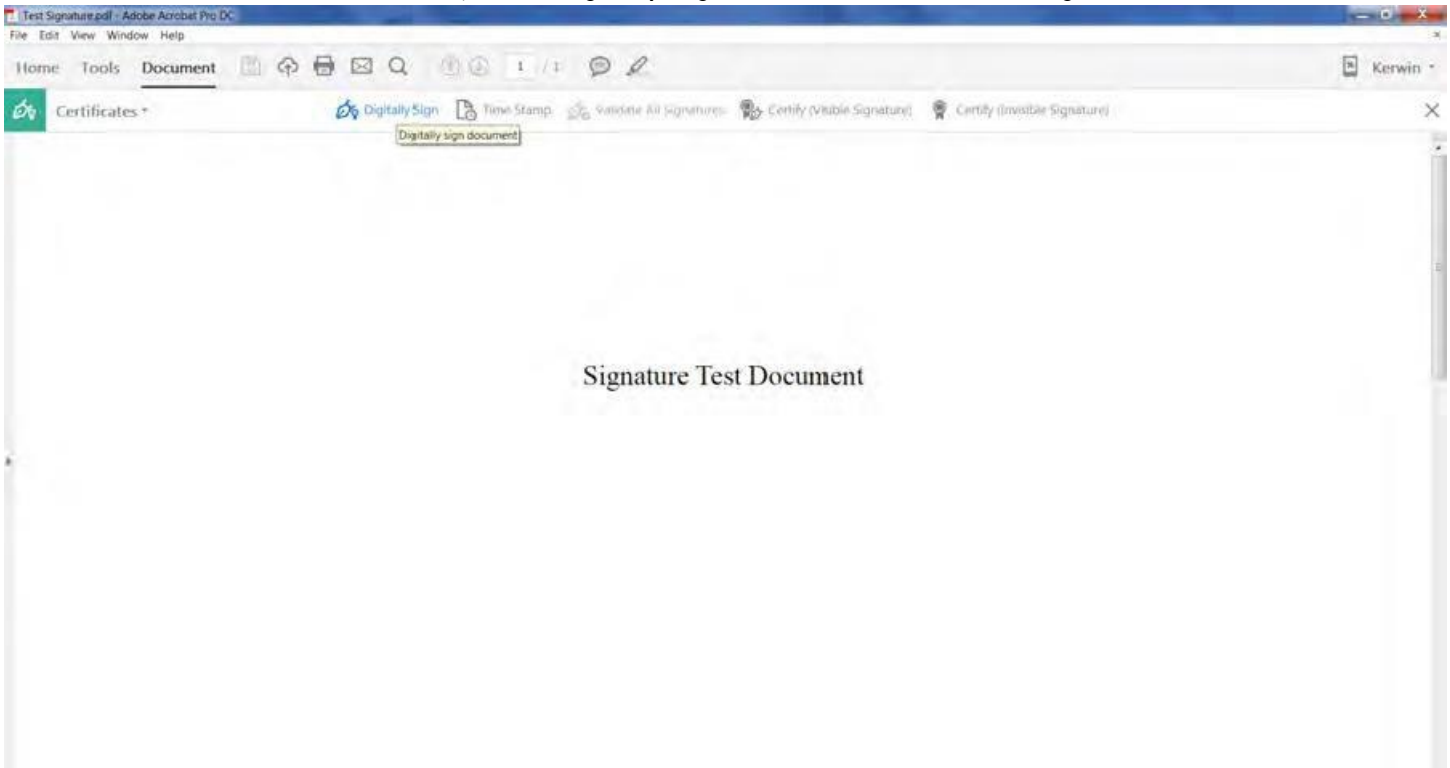 Test Signature.pdf - Adobe Acrobat Pro DC
File Edit View Window Help
Home Tools Document 1 / 1 Kerwin
Certificates Digitally Sign Time Stamp Validate All Signatures Certify (Visible Signature) Certify (Invisible Signature)
Digitally sign document
Signature Test Document